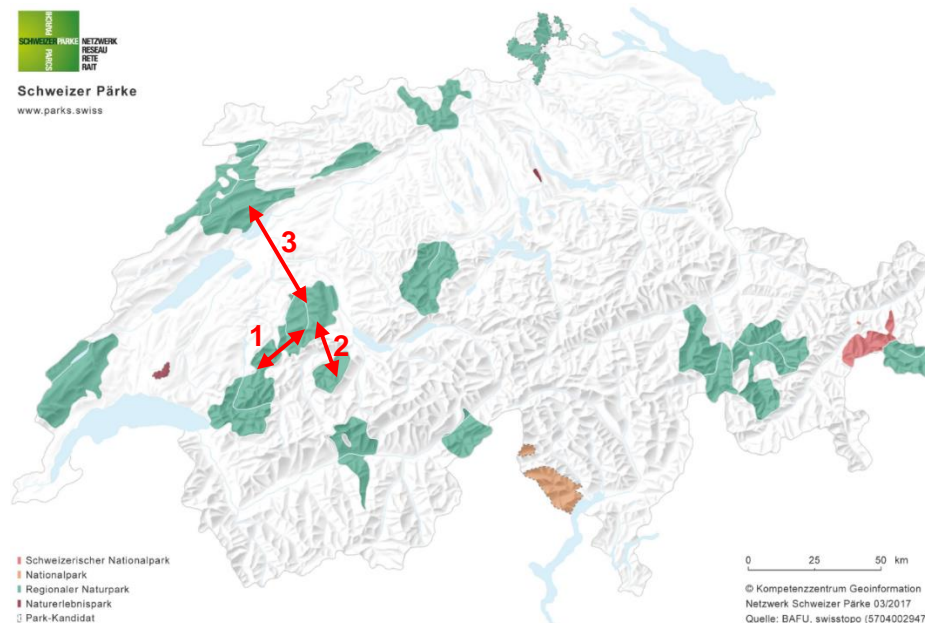 PARCHI
SCHWEIZER PÄRKE
PARCS
NETZWERK
RESEAU
RETE
RAIT
Schweizer Pärke
www.parks.swiss
3
1
2
Schweizerischer Nationalpark
Nationalpark
Regionaler Naturpark
Naturerlebnispark
Park-Kandidat
0 25 50 km
© Kompetenzzentrum Geoinformation
Netzwerk Schweizer Pärke 03/2017
Quelle: BAFU, swisstopo (5704002947